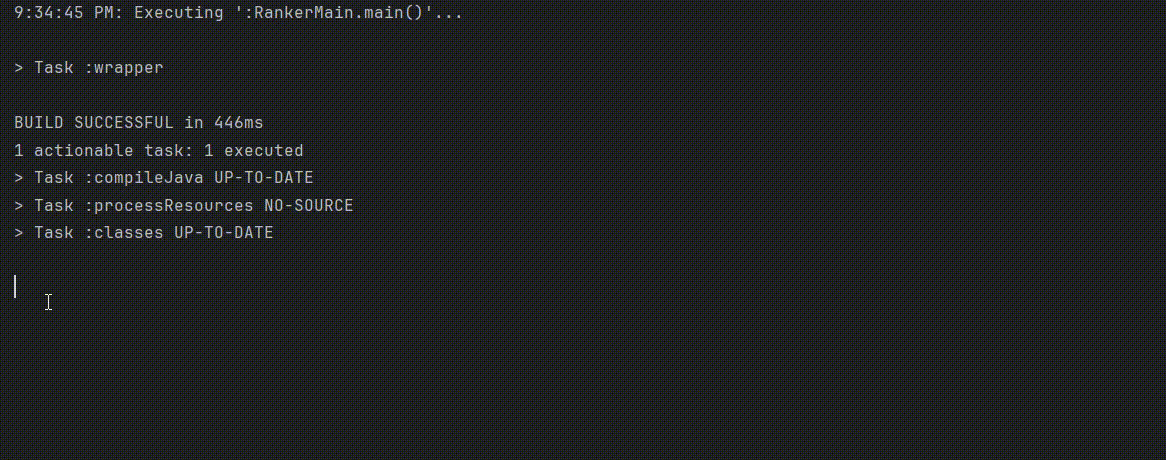 9:34:45 PM: Executing ':RankerMain.main()'...
> Task :wrapper
BUILD SUCCESSFUL in 446ms
1 actionable task: 1 executed
> Task :compileJava UP-TO-DATE
> Task :processResources NO-SOURCE
> Task :classes UP-TO-DATE